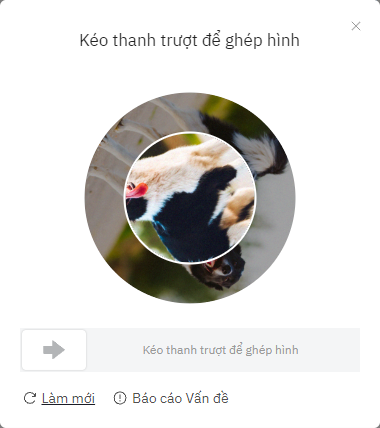 Kéo thanh trượt để ghép hình
Kéo thanh trượt để ghép hình
Làm mới
Báo cáo Vấn đề